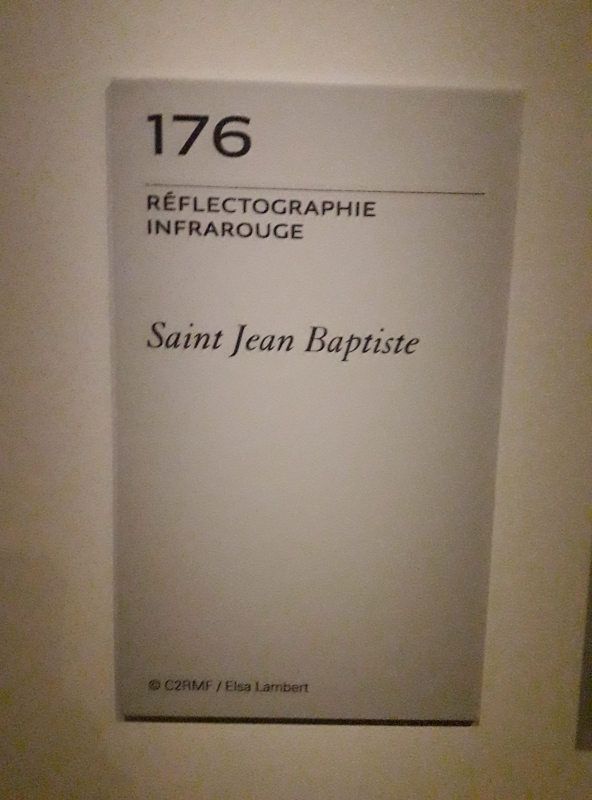 176
RÉFLECTOGRAPHIE
INFRAROUGE
Saint Jean Baptiste
© C2RMF / Elsa Lambert